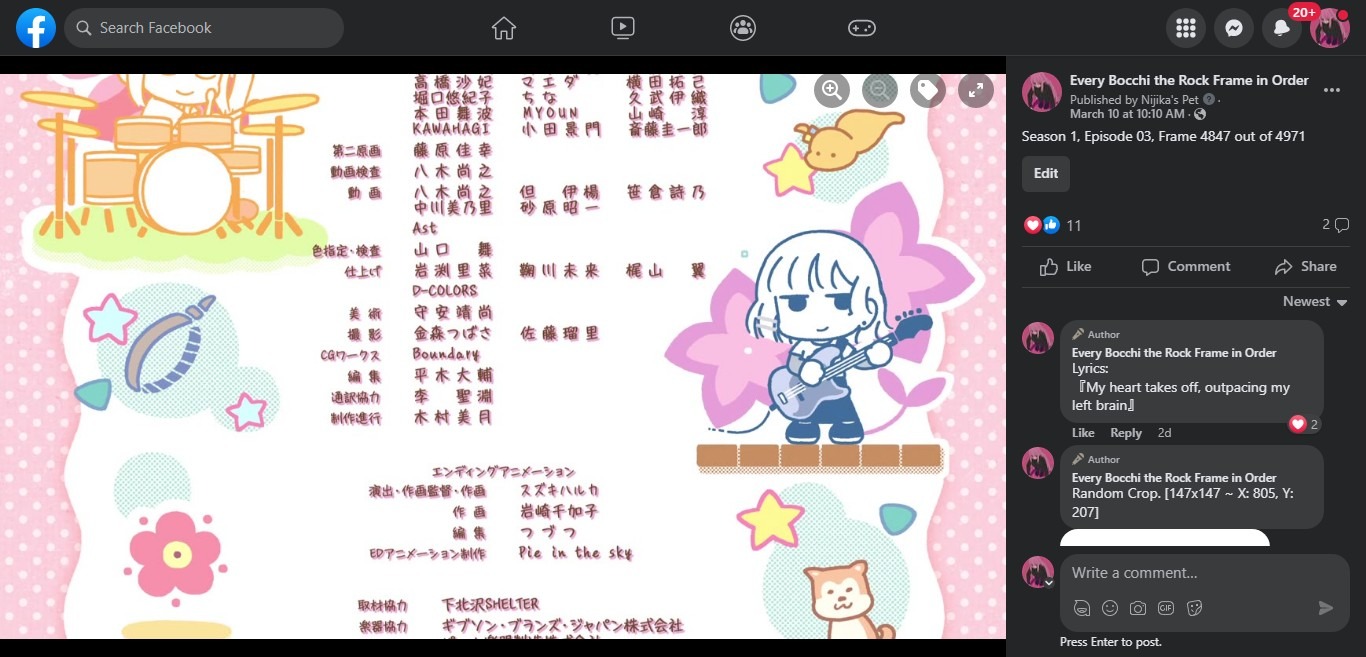 Search Facebook
20+
高橋沙妃 マエダ 横田拓己
堀口悠紀子 ちな 久武伊織
本田舞波 MYOUN 山崎 淳
KAWAHAGI 小田景門 斎藤圭一郎
第二原画 藤原佳幸
動画検査 八木尚之
動画 八木尚之 但 伊楊 笹倉詩乃
中川美乃里 砂原昭一
Ast
色指定・検査 山口 舞
仕上げ 岩渕里菜 鞠川未来 梶山 翼
D-COLORS
美術 守安靖尚
撮影 金森つばさ 佐藤瑠里
CGワークス Boundary
編集 平木大輔
通訳協力 李 聖淵
制作進行 木村美月
エンディングアニメーション
演出・作画監督・作画 スズキハルカ
作画 岩崎千加子
編集 つづつ
EDアニメーション制作 Pie in the sky
取材協力 下北沢SHELTER
楽器協力 ギブソン・ブランズ・ジャパン株式会社
Every Bocchi the Rock Frame in Order
Published by Nijika's Pet ·
March 10 at 10:10 AM ·
Season 1, Episode 03, Frame 4847 out of 4971
Edit
11
2
Like Comment Share
Newest
Author
Every Bocchi the Rock Frame in Order
Lyrics:
『My heart takes off, outpacing my
left brain』
Like Reply 2d
2
Author
Every Bocchi the Rock Frame in Order
Random Crop. [147x147 ~ X: 805, Y:
207]
Write a comment...
GIF
Press Enter to post.